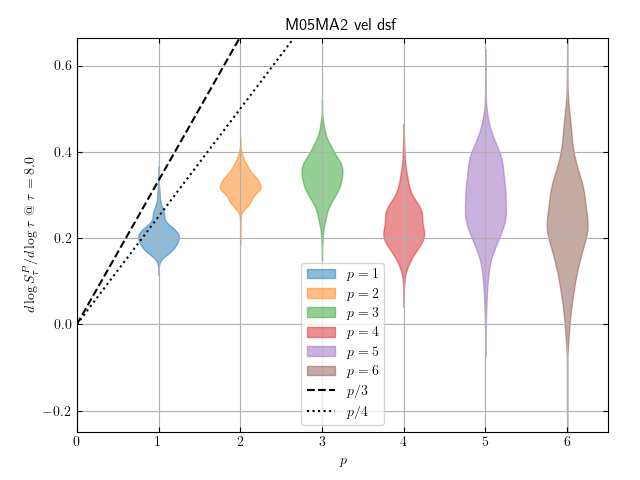 M05MA2 vel dsf
d log S_τ^P / d log τ @ τ = 8.0
0.6
0.4
0.2
0.0
−0.2
p = 1
p = 2
p = 3
p = 4
p = 5
p = 6
p/3
p/4
0 1 2 3 4 5 6
p